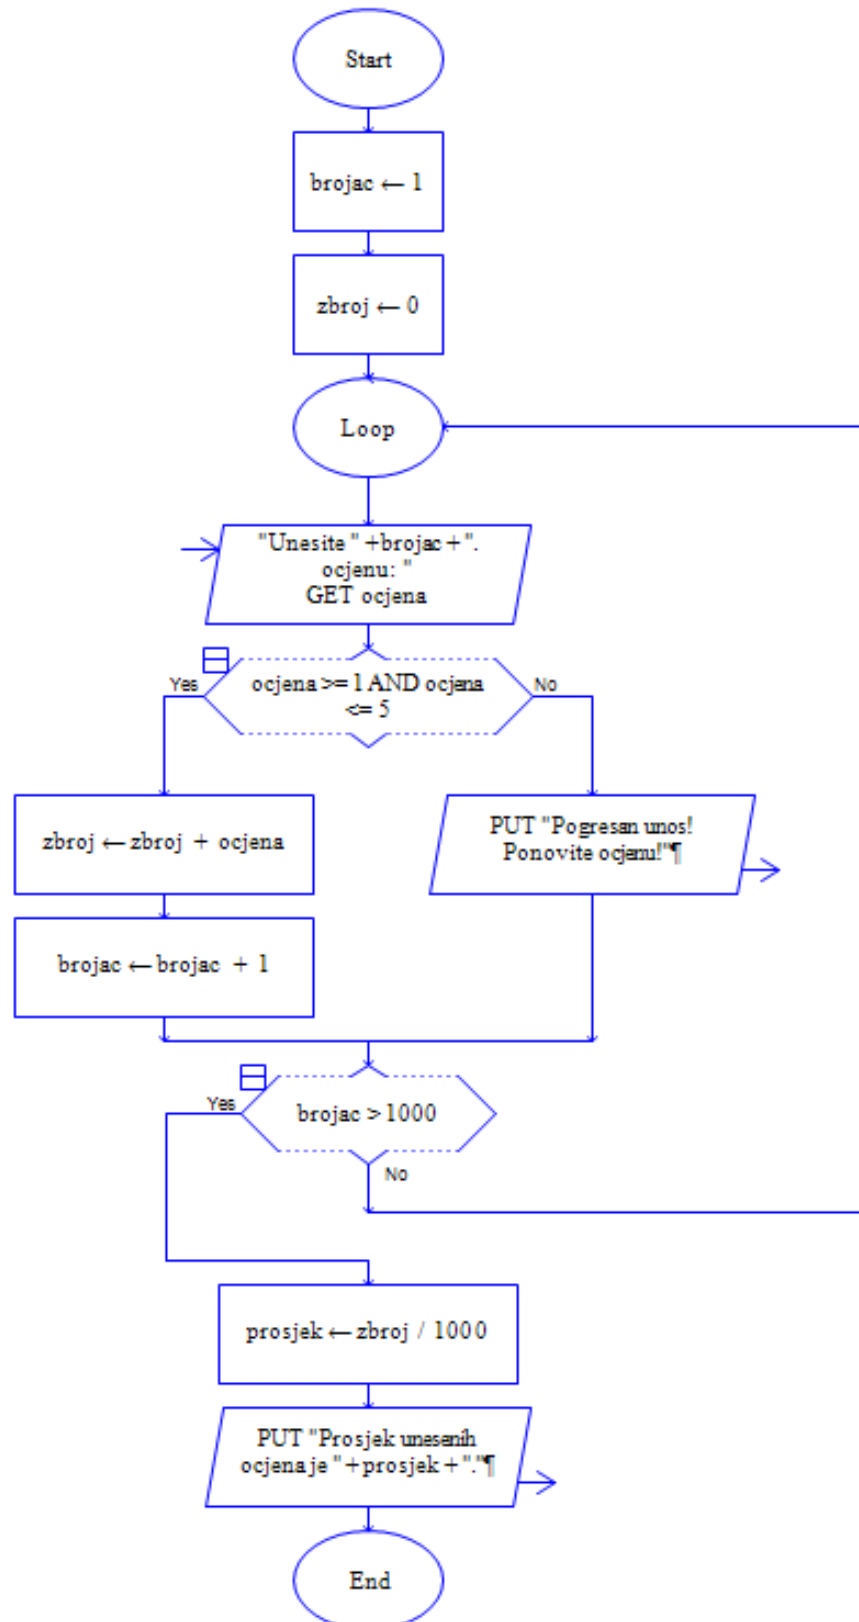 Start
brojac ← 1
zbroj ← 0
Loop
"Unesite " +brojac + ".
ocjenu: "
GET ocjena
Yes
ocjena >= 1 AND ocjena
<= 5
No
zbroj ← zbroj + ocjena
PUT "Pogresan unos!
Ponovite ocjenu!"¶
brojac ← brojac + 1
Yes
brojac > 1000
No
prosjek ← zbroj / 1000
PUT "Prosjek unesenih
ocjena je " +prosjek + "."¶
End